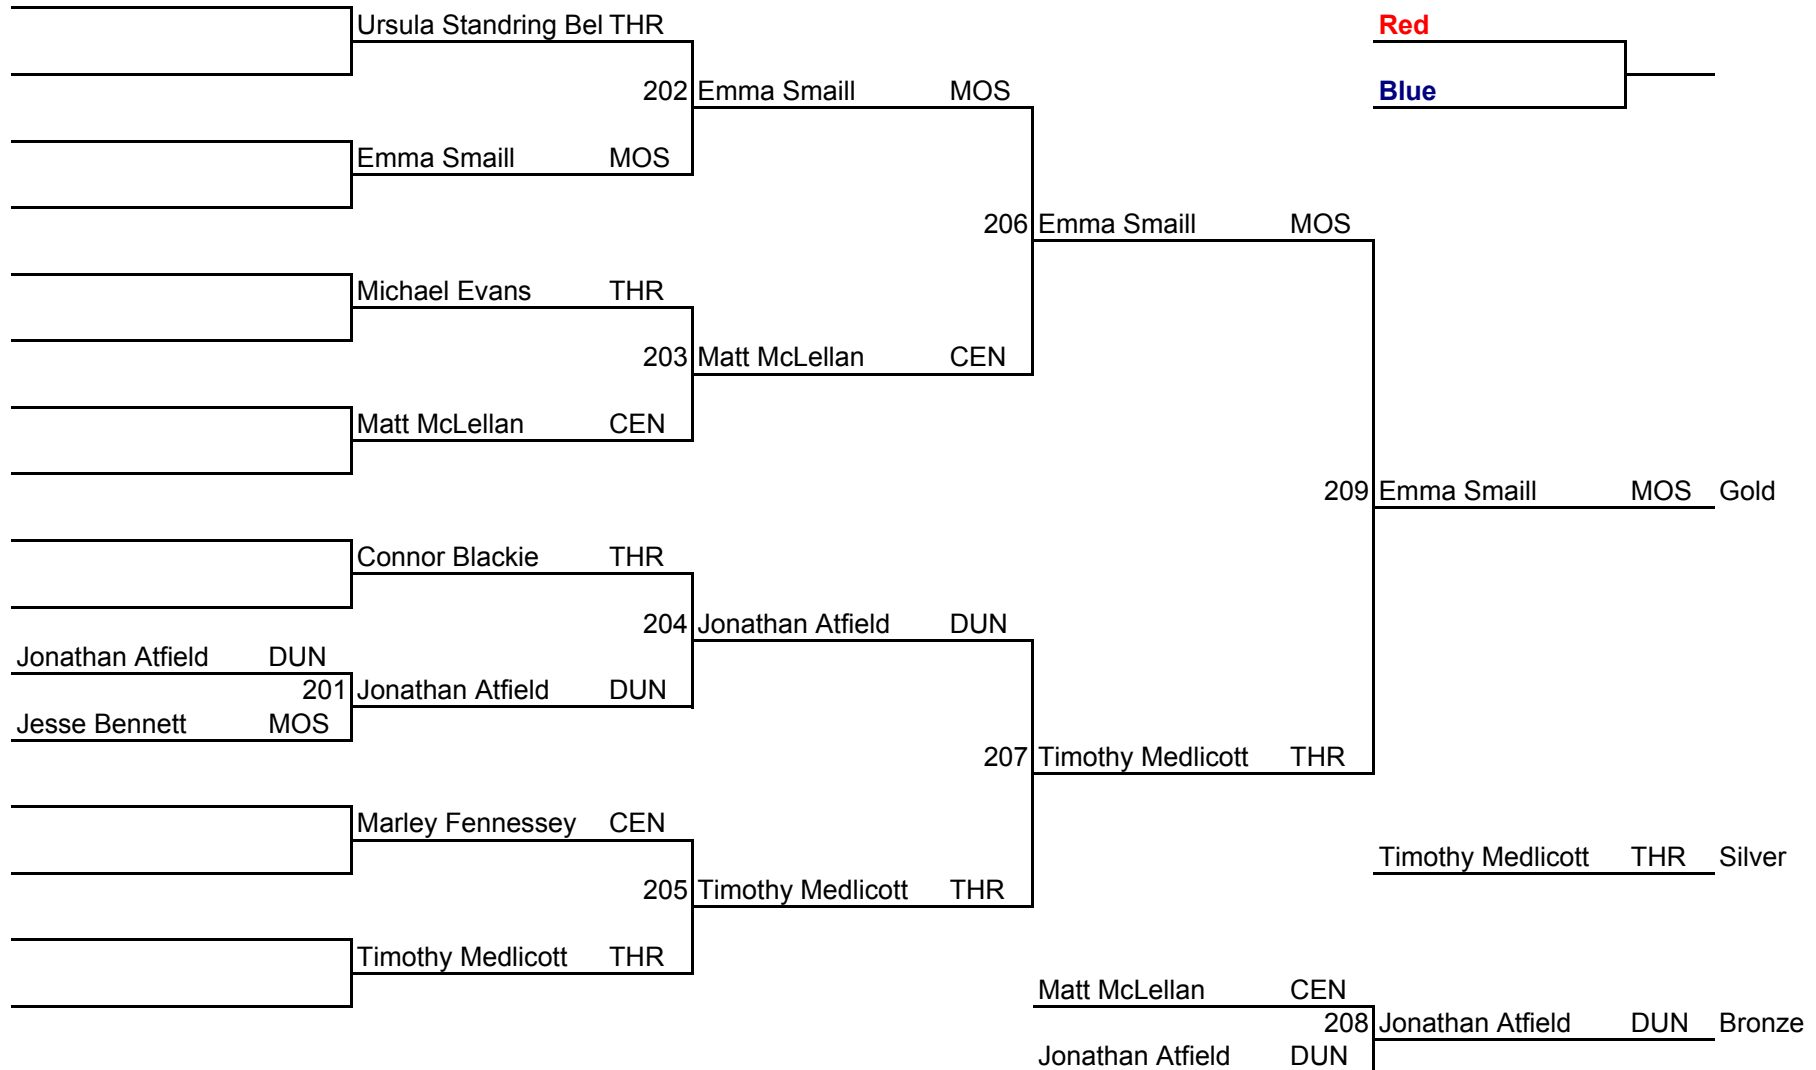 Ursula Standring Bel THR
Red
202 Emma Smaill MOS
Blue
Emma Smaill MOS
206 Emma Smaill MOS
Michael Evans THR
203 Matt McLellan CEN
Matt McLellan CEN
209 Emma Smaill MOS Gold
Connor Blackie THR
204 Jonathan Atfield DUN
Jonathan Atfield DUN
201 Jonathan Atfield DUN
Jesse Bennett MOS
207 Timothy Medlicott THR
Marley Fennessey CEN
Timothy Medlicott THR Silver
205 Timothy Medlicott THR
Timothy Medlicott THR
Matt McLellan CEN
208 Jonathan Atfield DUN Bronze
Jonathan Atfield DUN